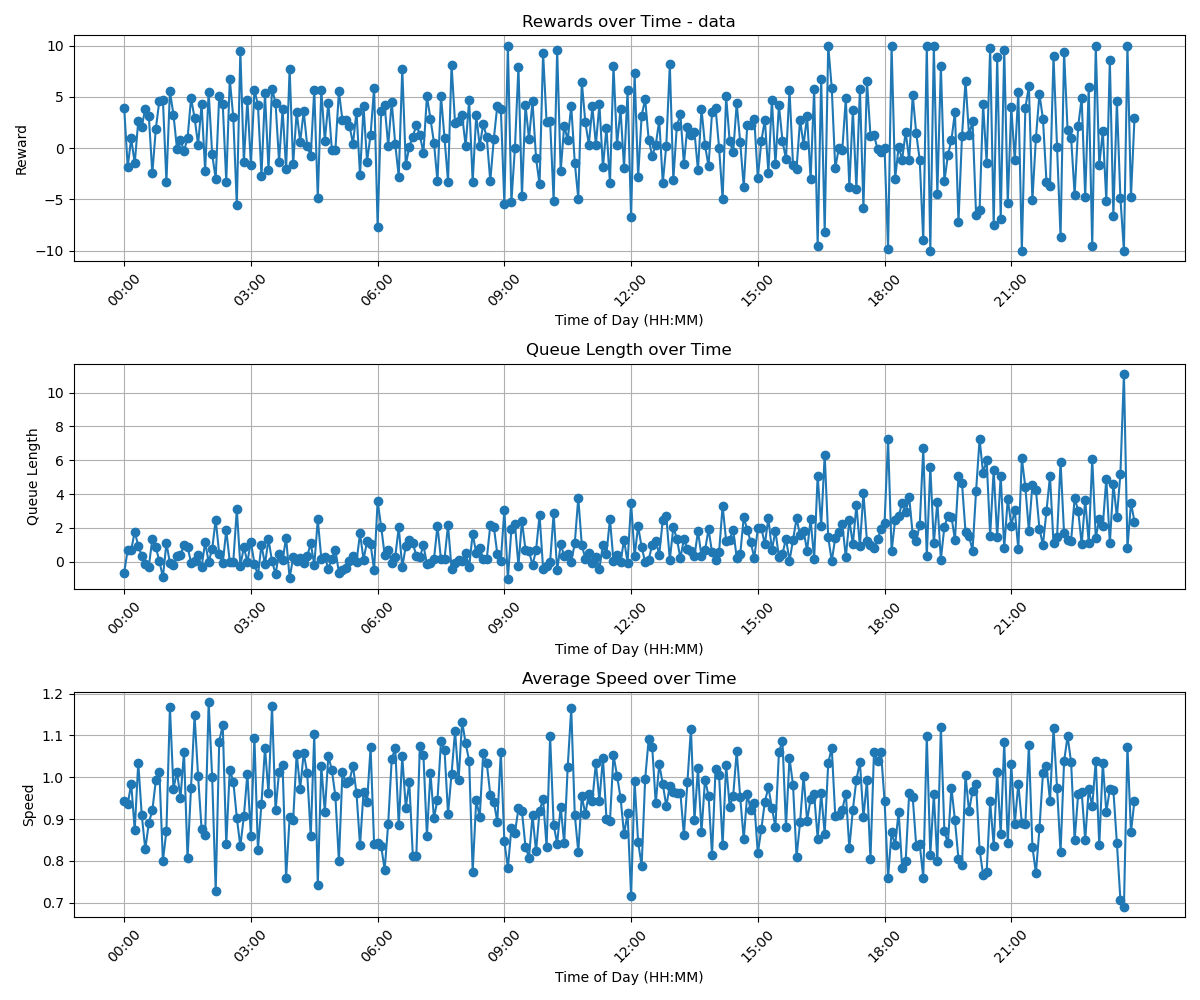 Rewards over Time - data
Reward
10
5
0
−5
−10
00:00 03:00 06:00 09:00 12:00 15:00 18:00 21:00
Time of Day (HH:MM)
Queue Length over Time
Queue Length
10
8
6
4
2
0
00:00 03:00 06:00 09:00 12:00 15:00 18:00 21:00
Time of Day (HH:MM)
Average Speed over Time
Speed
1.2
1.1
1.0
0.9
0.8
0.7
00:00 03:00 06:00 09:00 12:00 15:00 18:00 21:00
Time of Day (HH:MM)